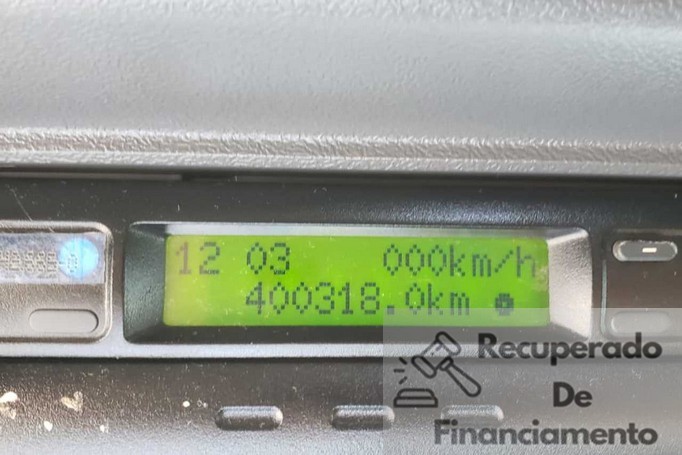 12 03 000km/h
400318.0km
Recuperado
De
Financiamento